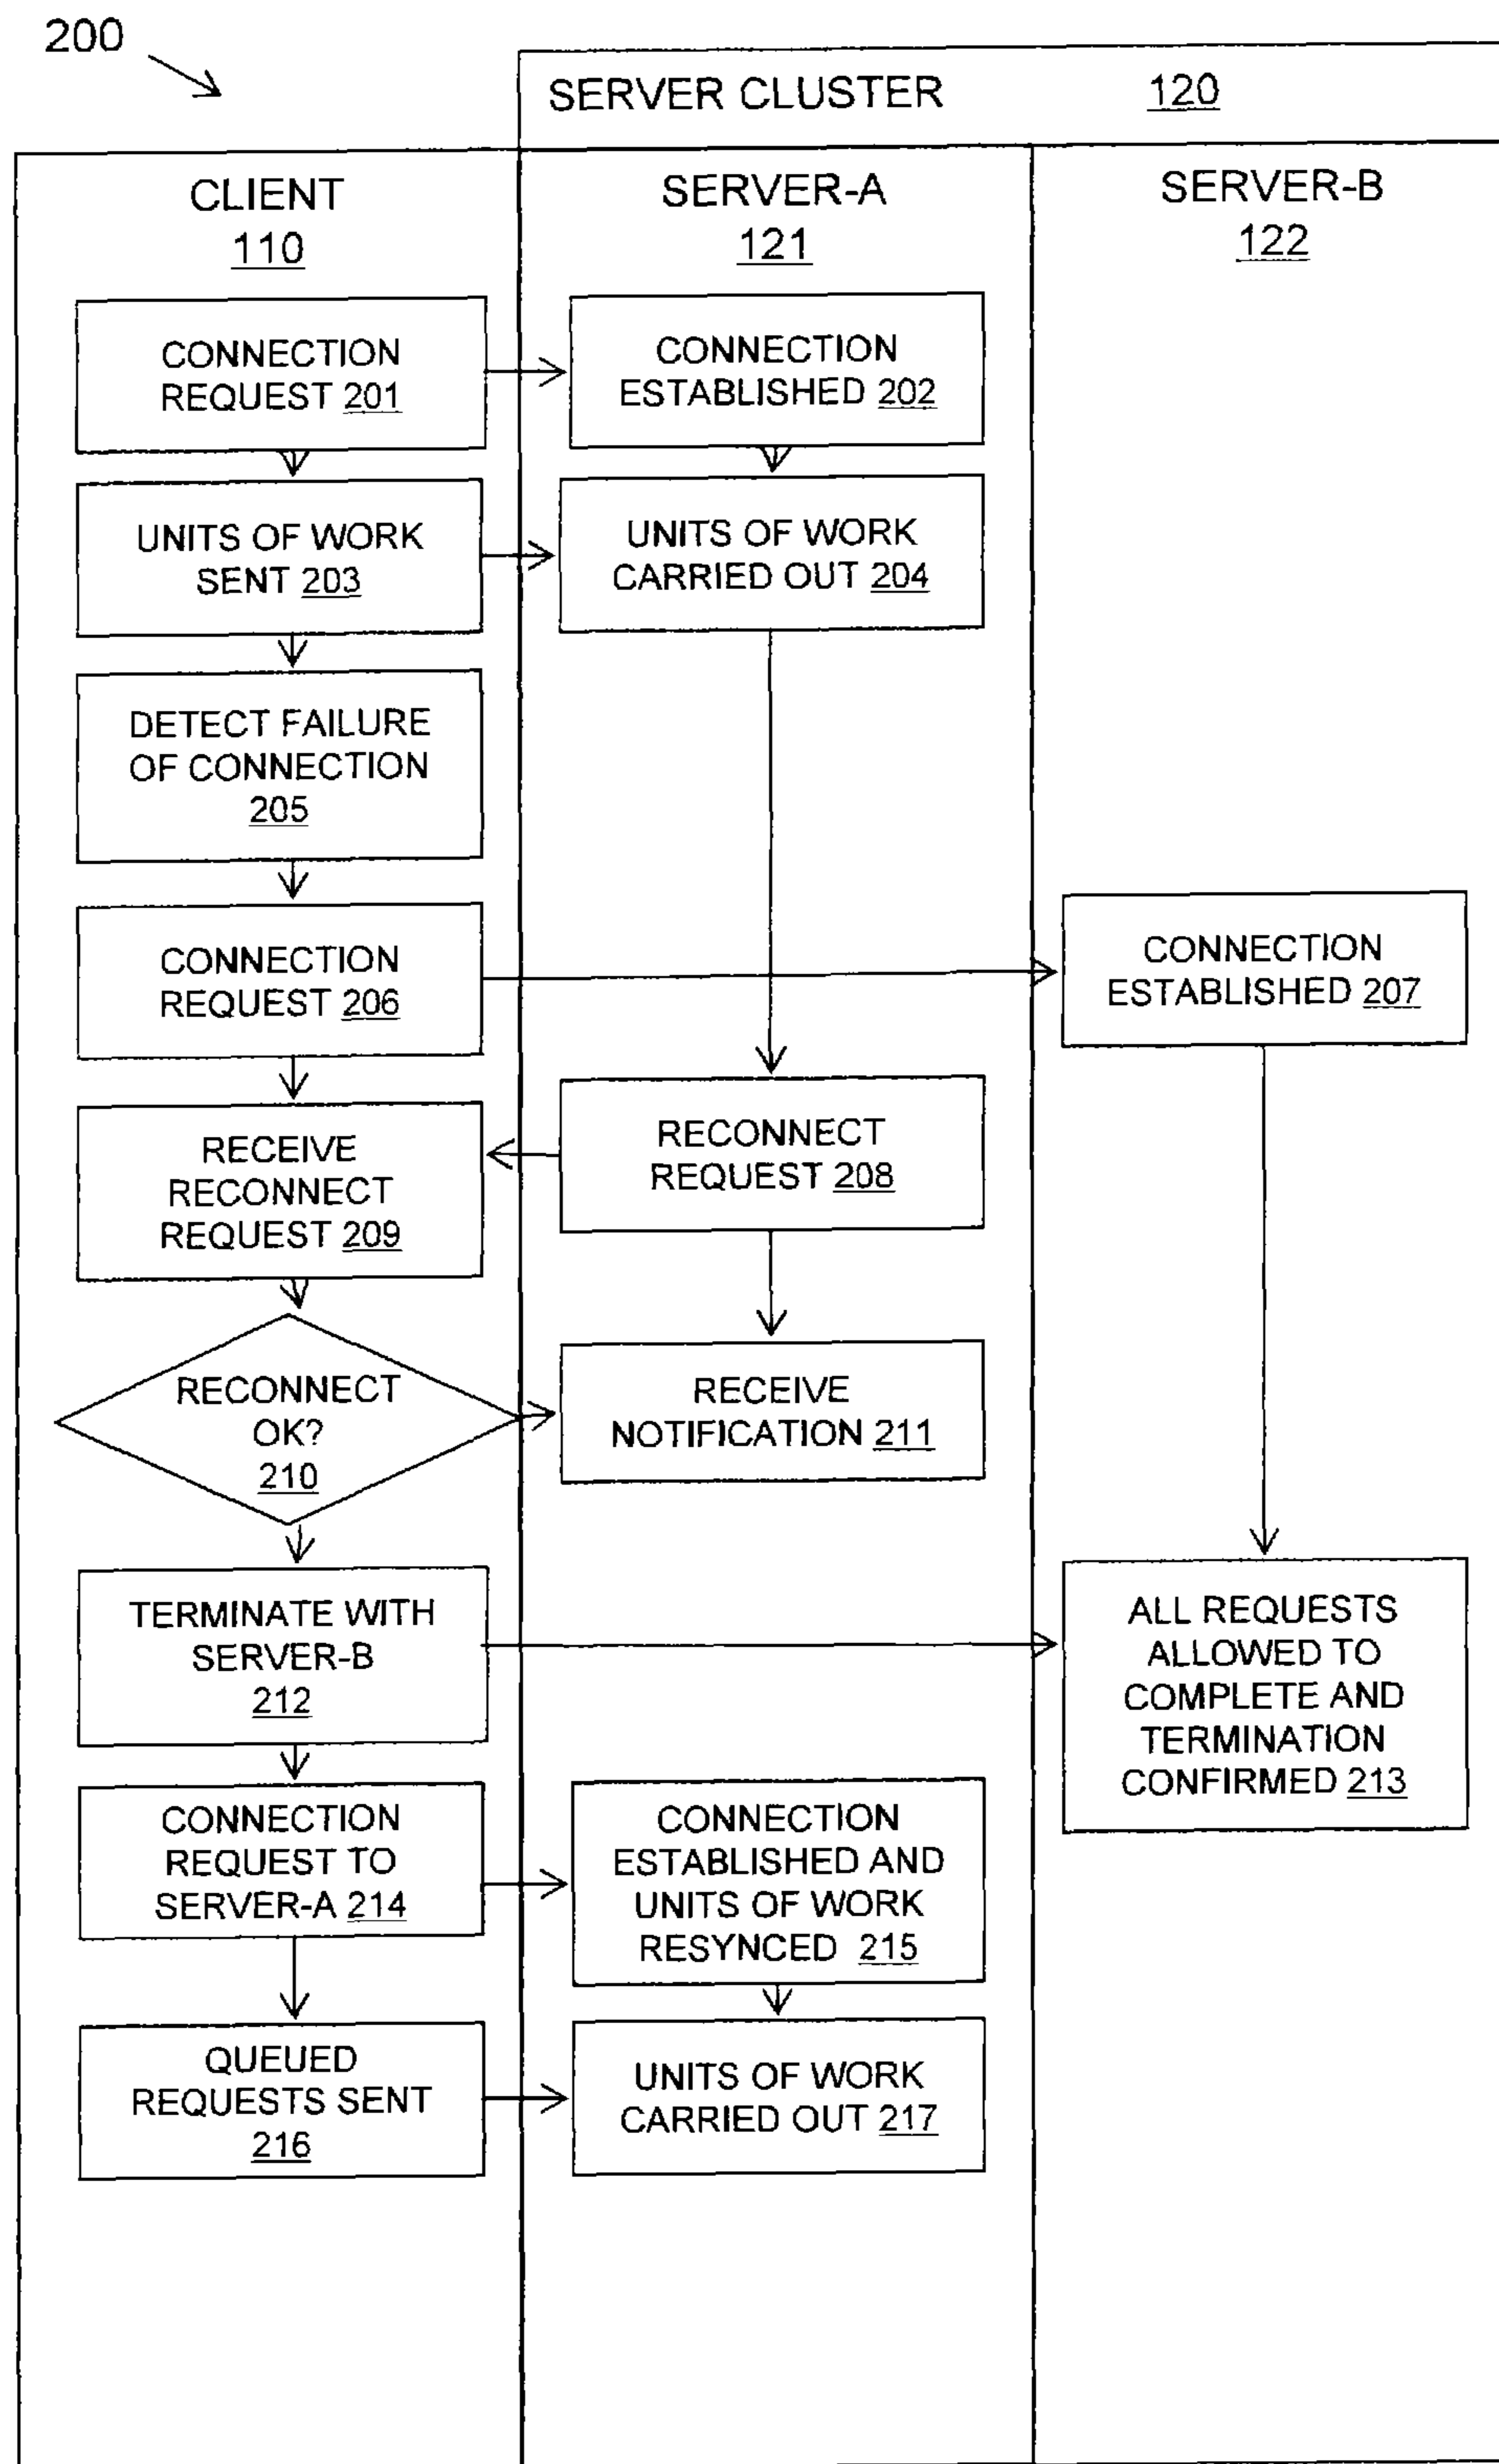 200
SERVER CLUSTER 120
CLIENT
110
SERVER-A
121
SERVER-B
122
CONNECTION
REQUEST 201
CONNECTION
ESTABLISHED 202
UNITS OF WORK
SENT 203
UNITS OF WORK
CARRIED OUT 204
DETECT FAILURE
OF CONNECTION
205
CONNECTION
REQUEST 206
CONNECTION
ESTABLISHED 207
RECONNECT
REQUEST 208
RECEIVE
RECONNECT
REQUEST 209
RECONNECT
OK?
210
RECEIVE
NOTIFICATION 211
TERMINATE WITH
SERVER-B
212
ALL REQUESTS
ALLOWED TO
COMPLETE AND
TERMINATION
CONFIRMED 213
CONNECTION
REQUEST TO
SERVER-A 214
CONNECTION
ESTABLISHED AND
UNITS OF WORK
RESYNCED 215
QUEUED
REQUESTS SENT
216
UNITS OF WORK
CARRIED OUT 217